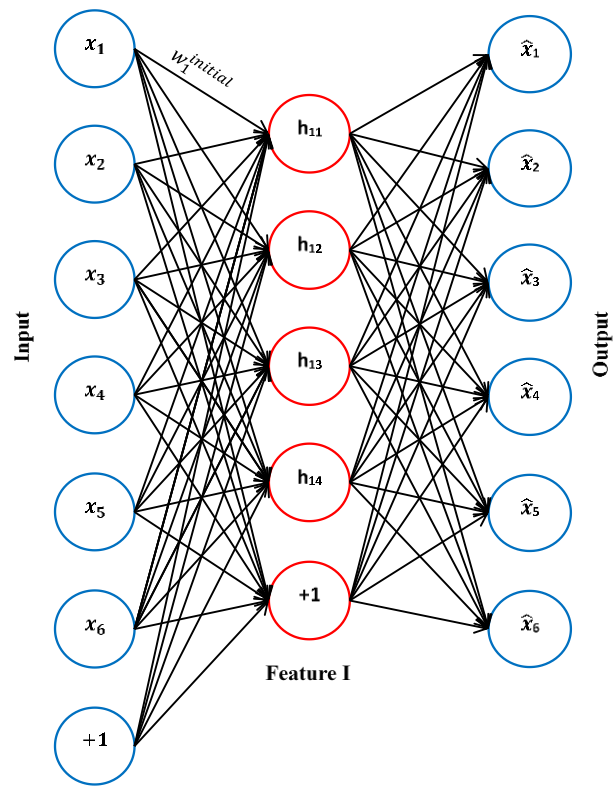 Input
x₁
x₂
x₃
x₄
x₅
x₆
+1
w₁ⁱⁿⁱᵗⁱᵃˡ
h₁₁
h₁₂
h₁₃
h₁₄
+1
Feature I
x̂₁
x̂₂
x̂₃
x̂₄
x̂₅
x̂₆
Output